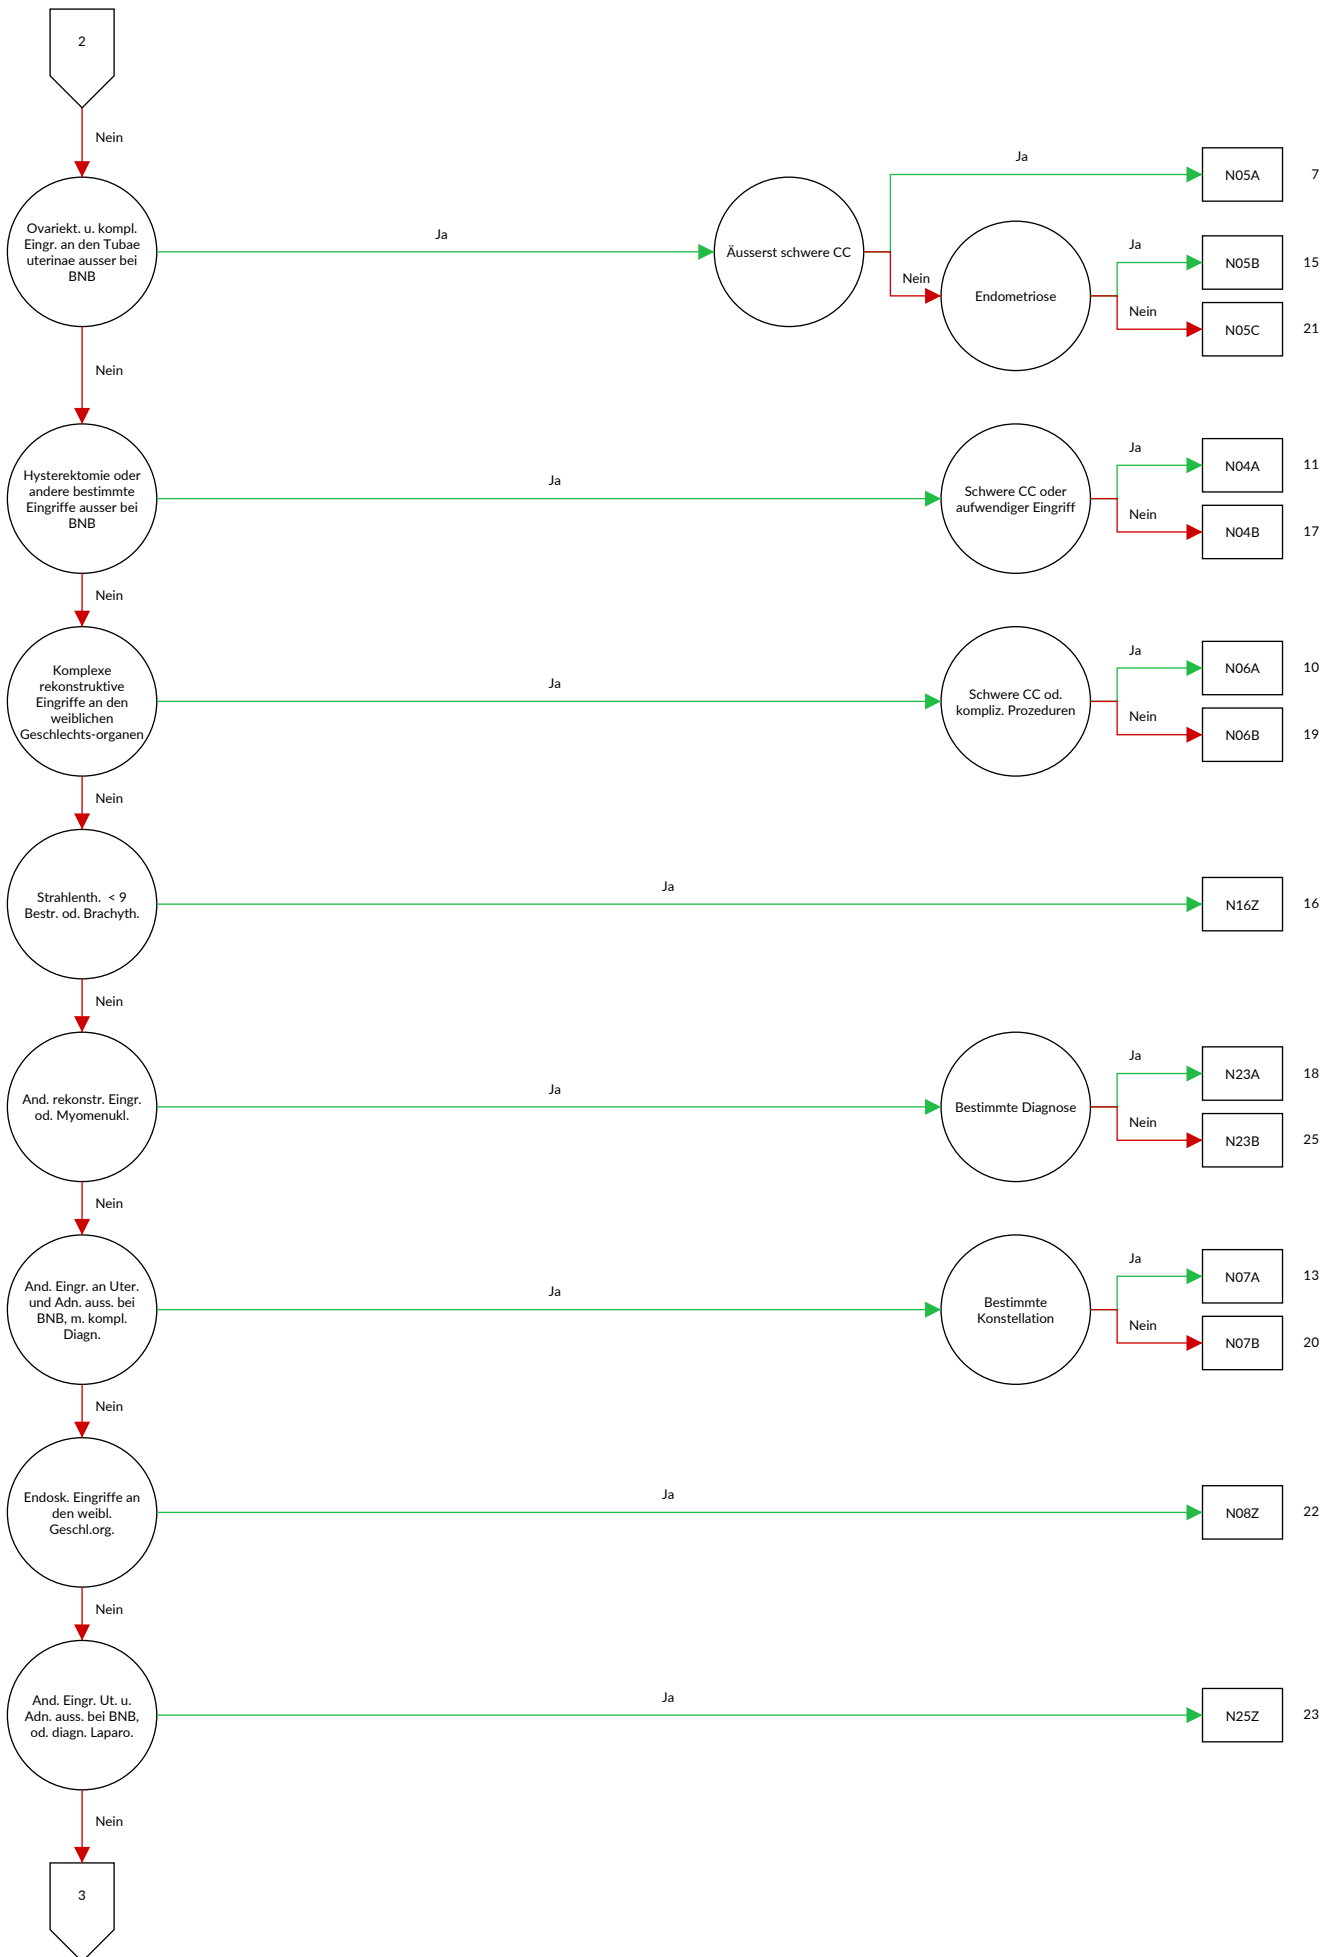 2
Nein
Ovariekt. u. kompl.
Eingr. an den Tubae
uterinae ausser bei
BNB
Ja
Äusserst schwere CC
Ja
N05A
7
Nein
Endometriose
Ja
N05B
15
Nein
N05C
21
Nein
Hysterektomie oder
andere bestimmte
Eingriffe ausser bei
BNB
Ja
Schwere CC oder
aufwendiger Eingriff
Ja
N04A
11
Nein
N04B
17
Nein
Komplexe
rekonstruktive
Eingriffe an den
weiblichen
Geschlechts-organen
Ja
Schwere CC od.
kompliz. Prozeduren
Ja
N06A
10
Nein
N06B
19
Nein
Strahlenth. < 9
Bestr. od. Brachyth.
Ja
N16Z
16
Nein
And. rekonstr. Eingr.
od. Myomenukl.
Ja
Bestimmte Diagnose
Ja
N23A
18
Nein
N23B
25
Nein
And. Eingr. an Uter.
und Adn. auss. bei
BNB, m. kompl.
Diagn.
Ja
Bestimmte
Konstellation
Ja
N07A
13
Nein
N07B
20
Nein
Endosk. Eingriffe an
den weibl.
Geschl.org.
Ja
N08Z
22
Nein
And. Eingr. Ut. u.
Adn. auss. bei BNB,
od. diagn. Laparo.
Ja
N25Z
23
Nein
3